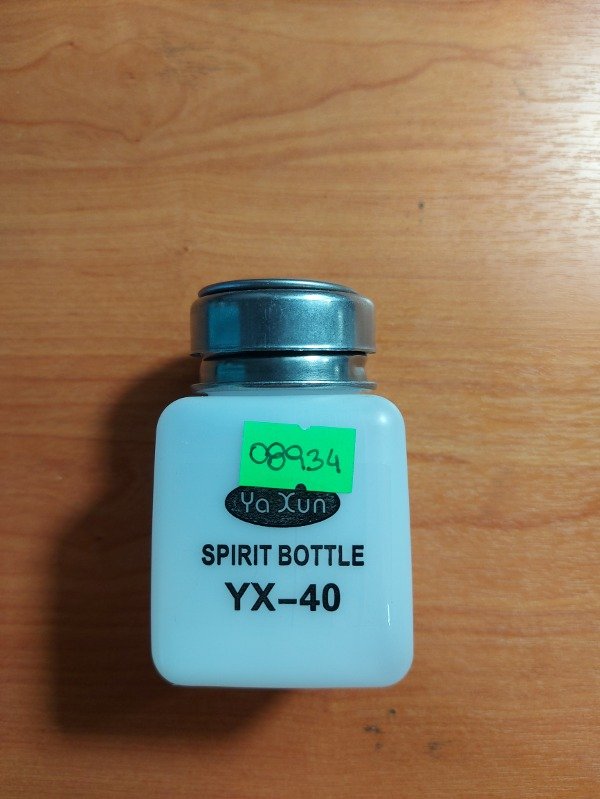 08934
Ya Xun
SPIRIT BOTTLE
YX-40